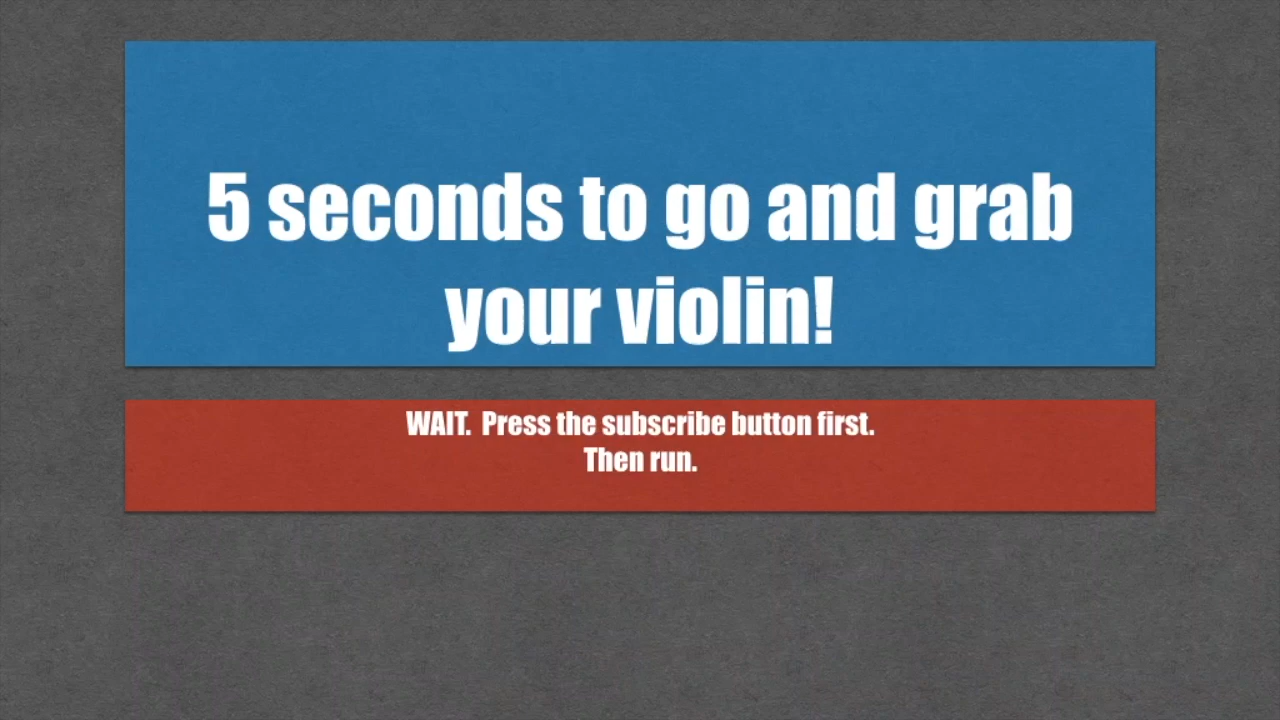 5 seconds to go and grab
your violin!
WAIT.  Press the subscribe button first.
Then run.